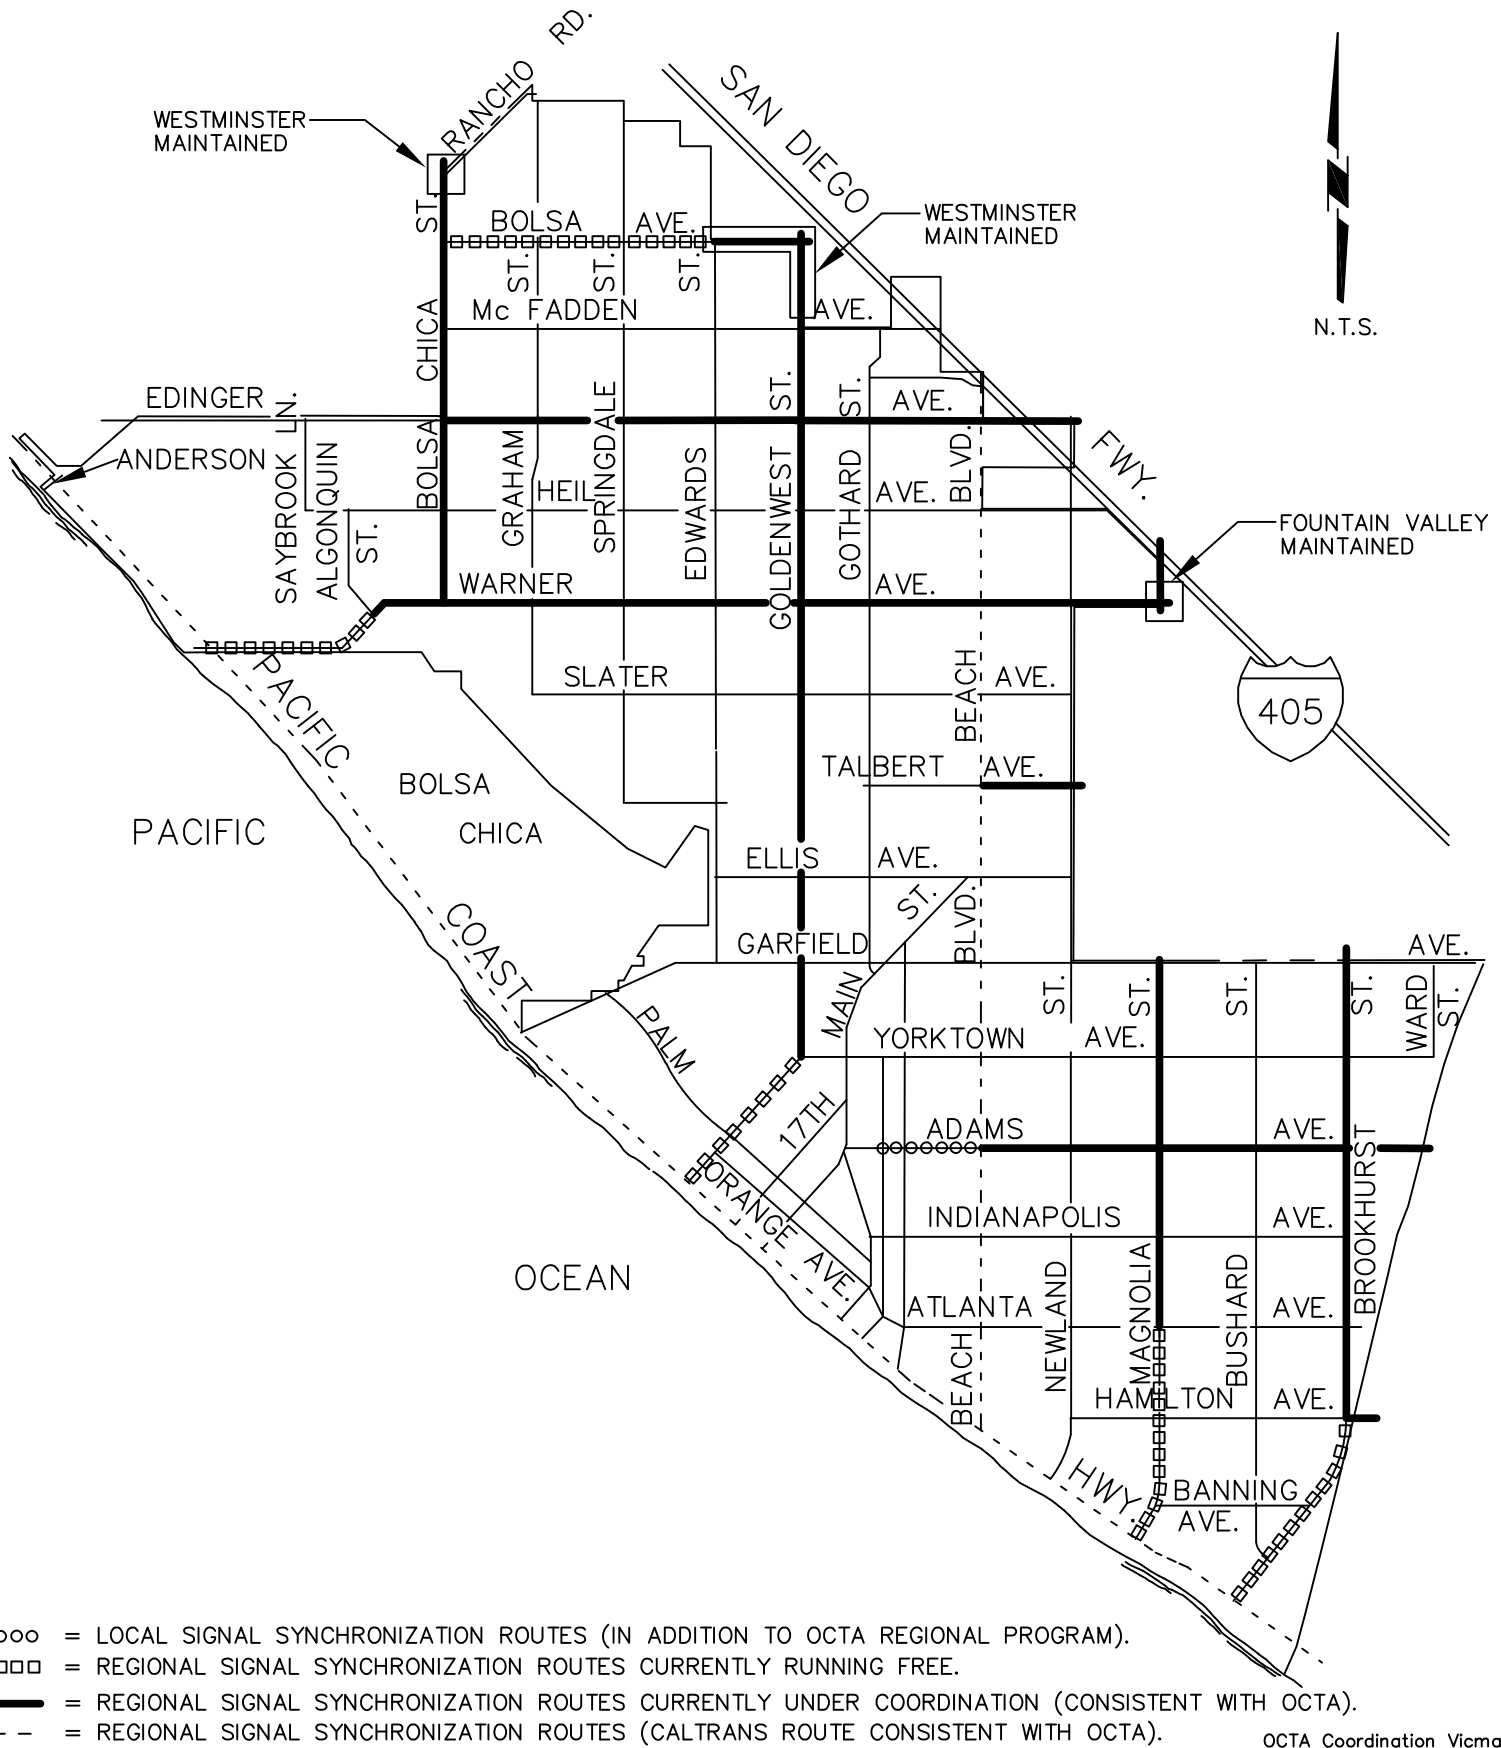 RANCHO RD.
SAN DIEGO
WESTMINSTER
MAINTAINED
WESTMINSTER
MAINTAINED
N.T.S.
BOLSA AVE.
ST.
ST.
ST.
ST.
Mc FADDEN AVE.
CHICA
EDINGER AVE.
ST.
ST.
BOLSA
SAYBROOK LN.
ALGONQUIN
ST.
GRAHAM
SPRINGDALE
EDWARDS
GOLDENWEST
GOTHARD
BLVD.
FWY.
ANDERSON
HEIL AVE.
FOUNTAIN VALLEY
MAINTAINED
WARNER AVE.
SLATER AVE.
BEACH
405
PACIFIC
BOLSA
CHICA
TALBERT AVE.
PACIFIC
ELLIS AVE.
ST.
BLVD.
COAST
GARFIELD AVE.
MAIN
ST.
ST.
ST.
ST.
WARD
ST.
PALM
YORKTOWN AVE.
17TH
ADAMS AVE.
BROOKHURST
ORANGE AVE.
INDIANAPOLIS AVE.
OCEAN
ATLANTA AVE.
BEACH
NEWLAND
MAGNOLIA
BUSHARD
HAMILTON AVE.
HWY.
BANNING
AVE.
= LOCAL SIGNAL SYNCHRONIZATION ROUTES (IN ADDITION TO OCTA REGIONAL PROGRAM).
= REGIONAL SIGNAL SYNCHRONIZATION ROUTES CURRENTLY RUNNING FREE.
= REGIONAL SIGNAL SYNCHRONIZATION ROUTES CURRENTLY UNDER COORDINATION (CONSISTENT WITH OCTA).
= REGIONAL SIGNAL SYNCHRONIZATION ROUTES (CALTRANS ROUTE CONSISTENT WITH OCTA).
OCTA Coordination